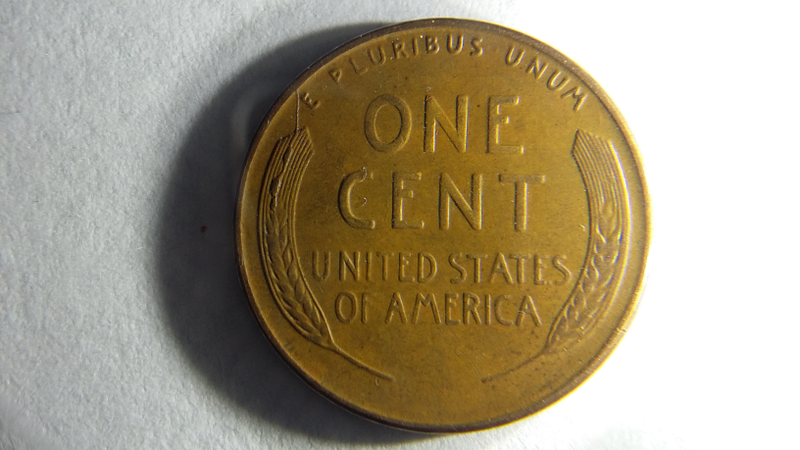 E PLURIBUS UNUM
ONE
CENT
UNITED STATES
OF AMERICA